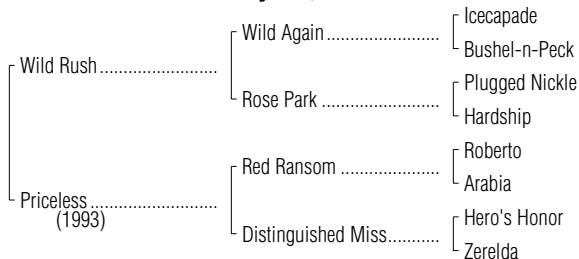 Icecapade
Wild Again
Bushel-n-Peck
Wild Rush
Plugged Nickle
Rose Park
Hardship
Roberto
Red Ransom
Arabia
Priceless
(1993)
Hero's Honor
Distinguished Miss
Zerelda